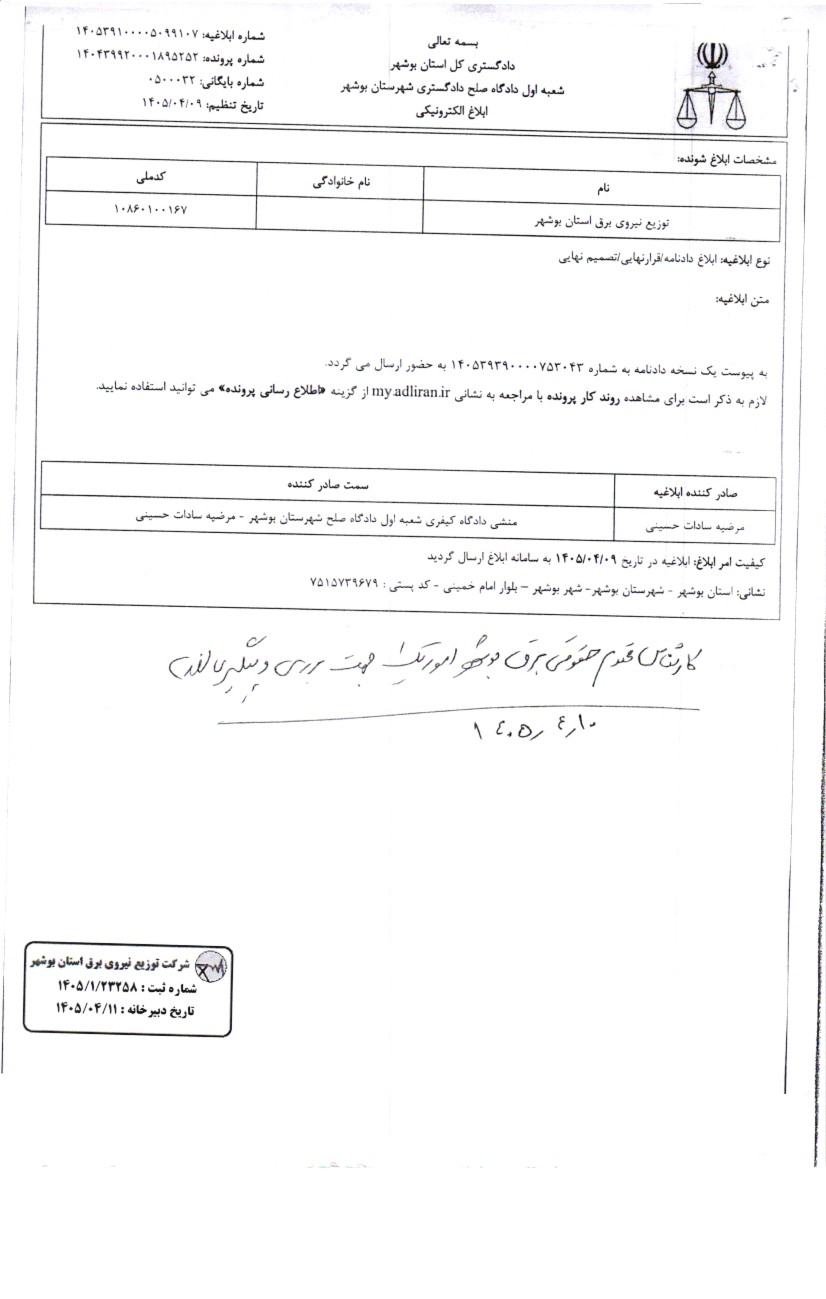 بسمه تعالی
دادگستری کل استان بوشهر
شعبه اول دادگاه صلح دادگستری شهرستان بوشهر
ابلاغ الکترونیکی
شماره ابلاغیه: ۱۴۰۵۳۹۱۰۰۰۰۵۰۹۹۱۰۷
شماره پرونده: ۱۴۰۴۳۹۹۲۰۰۰۱۸۹۵۲۵۲
شماره بایگانی: ۰۵۰۰۰۳۲
تاریخ تنظیم: ۱۴۰۵/۰۴/۰۹
مشخصات ابلاغ شونده:
نام نام خانوادگی کدملی
توزیع نیروی برق استان بوشهر ۱۰۸۶۰۱۰۰۱۶۷
نوع ابلاغیه: ابلاغ دادنامه/قرارنهایی/تصمیم نهایی
متن ابلاغیه:
به پیوست یک نسخه دادنامه به شماره ۱۴۰۵۳۹۳۹۰۰۰۰۷۵۳۰۴۳ به حضور ارسال می گردد.
لازم به ذکر است برای مشاهده روند کار پرونده با مراجعه به نشانی my.adliran.ir از گزینه «اطلاع رسانی پرونده» می توانید استفاده نمایید.
صادر کننده ابلاغیه سمت صادر کننده
مرضیه سادات حسینی منشی دادگاه کیفری شعبه اول دادگاه صلح شهرستان بوشهر - مرضیه سادات حسینی
کیفیت امر ابلاغ: ابلاغیه در تاریخ ۱۴۰۵/۰۴/۰۹ به سامانه ابلاغ ارسال گردید
نشانی: استان بوشهر - شهرستان بوشهر- شهر بوشهر – بلوار امام خمینی - کد پستی : ۷۵۱۵۷۳۹۶۷۹
کارشناس محترم حقوقی برق بوشهر امور یک جهت بررسی و پیگیری
۱۴۰۵٫۴٫۱۰
شرکت توزیع نیروی برق استان بوشهر
شماره ثبت : ۱۴۰۵/۱/۲۳۲۵۸
تاریخ دبیرخانه : ۱۴۰۵/۰۴/۱۱